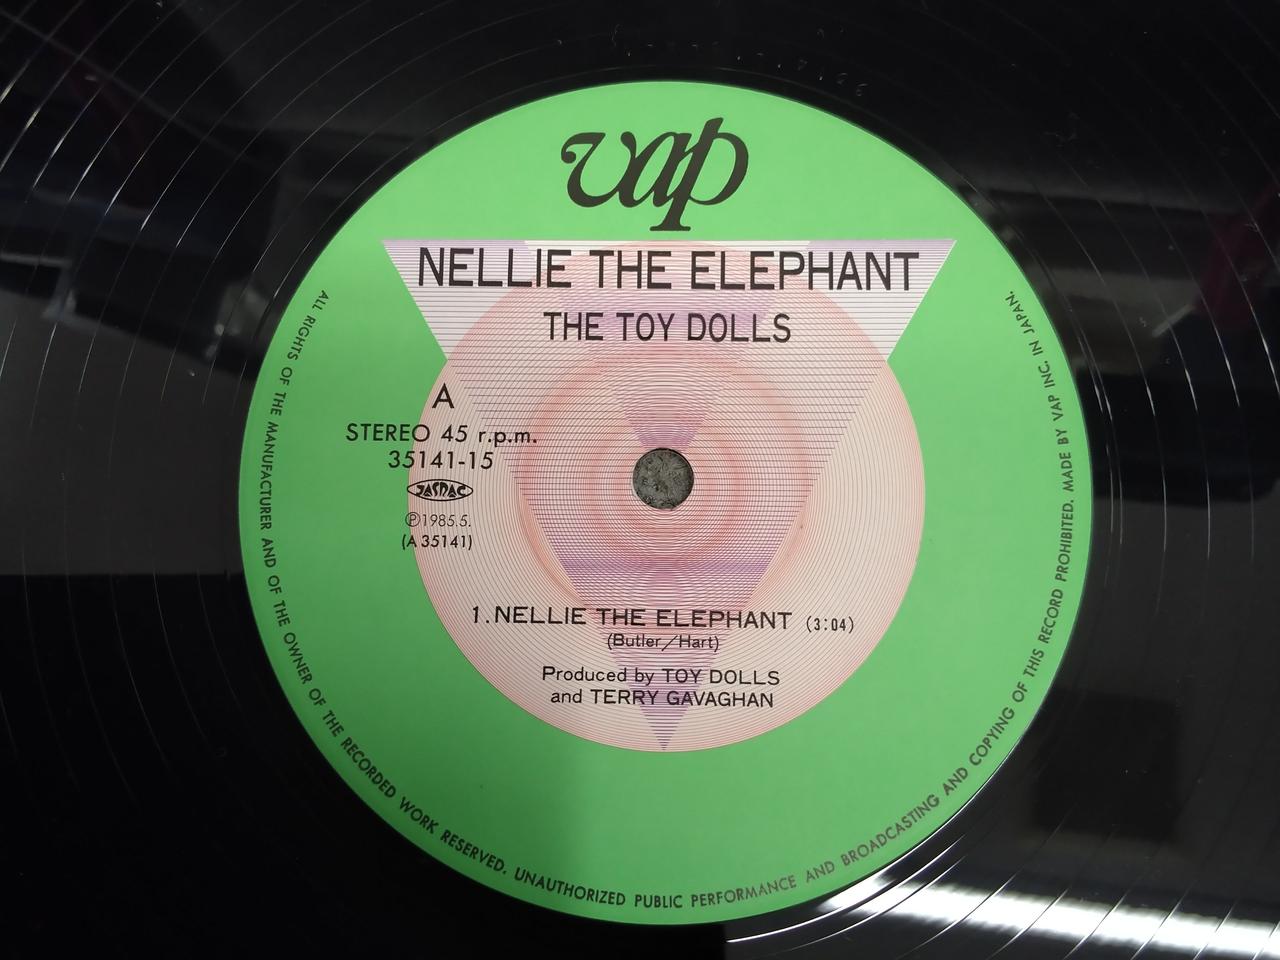 vap
NELLIE THE ELEPHANT
THE TOY DOLLS
A
STEREO 45 r.p.m.
35141-15
JASRAC
Ⓟ1985.5.
(A 35141)
1. NELLIE THE ELEPHANT (3:04)
(Butler/Hart)
Produced by TOY DOLLS
and TERRY GAVAGHAN
ALL RIGHTS OF THE MANUFACTURER AND OF THE OWNER OF THE RECORDED WORK RESERVED. UNAUTHORIZED PUBLIC PERFORMANCE AND BROADCASTING AND COPYING OF THIS RECORD PROHIBITED. MADE BY VAP INC. IN JAPAN.